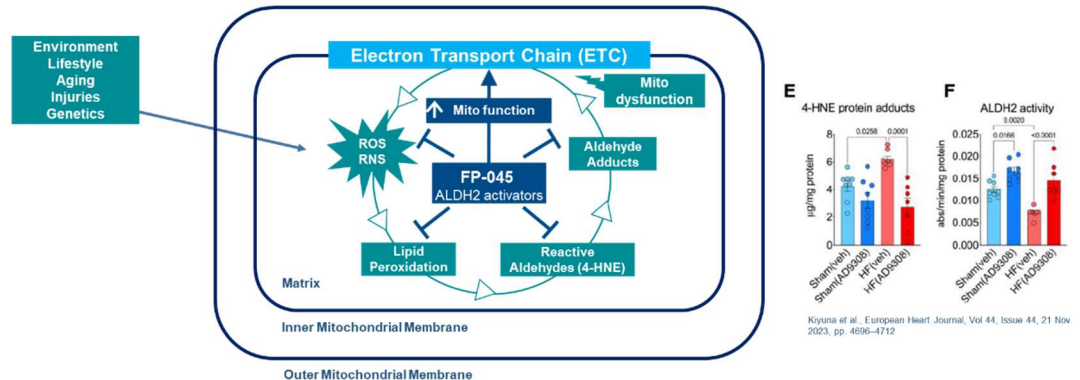 Environment
Lifestyle
Aging
Injuries
Genetics
Electron Transport Chain (ETC)
Mito
dysfunction
Mito function
ROS
RNS
Aldehyde
Adducts
FP-045
ALDH2 activators
Lipid
Peroxidation
Reactive
Aldehydes (4-HNE)
Matrix
Inner Mitochondrial Membrane
Outer Mitochondrial Membrane
E
4-HNE protein adducts
0.0258
0.0001
8
6
4
2
0
µg/mg protein
Sham(veh)
Sham(AD9308)
HF(veh)
HF(AD9308)
F
ALDH2 activity
0.0020
0.0166
<0.0001
0.025
0.020
0.015
0.010
0.005
0.000
abs/min/mg protein
Sham(veh)
Sham(AD9308)
HF(veh)
HF(AD9308)
Kiyuna et al., European Heart Journal, Vol 44, Issue 44, 21 Nov.
2023, pp. 4696–4712